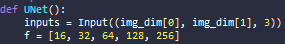 def UNet():
    inputs = Input((img_dim[0], img_dim[1], 3))
    f = [16, 32, 64, 128, 256]